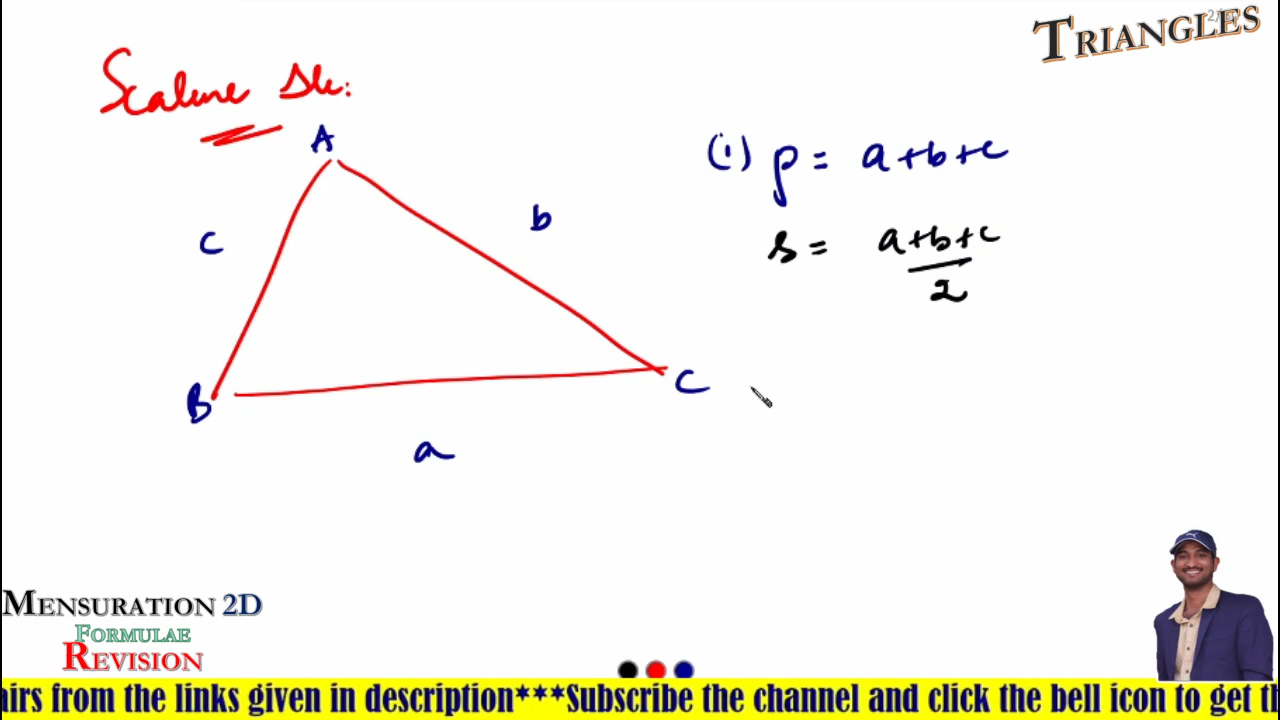 TRIANGLES
Scalene Δle:
A
(i) p = a+b+c
c
b
s = a+b+c
2
B
C
a
MENSURATION 2D
FORMULAE
REVISION
airs from the links given in description***Subscribe the channel and click the bell icon to get th